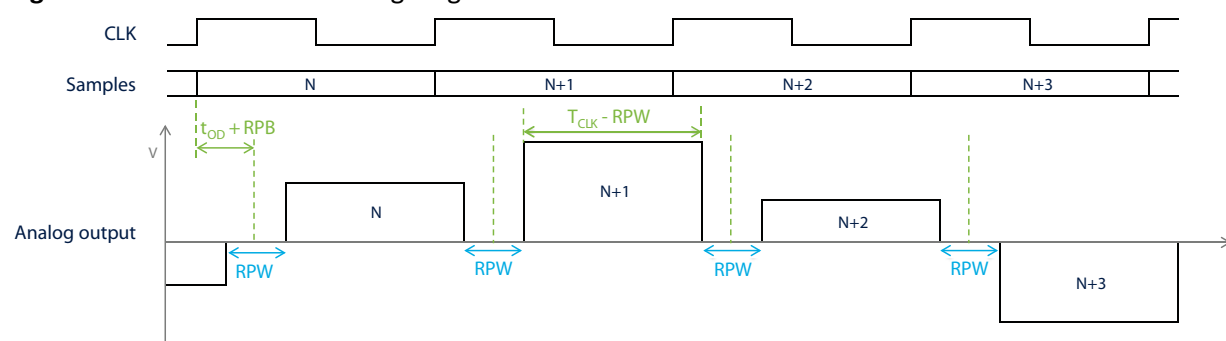 CLK
Samples
N
N+1
N+2
N+3
t_OD + RPB
T_CLK - RPW
V
N+1
N
N+2
Analog output
RPW
RPW
RPW
RPW
N+3